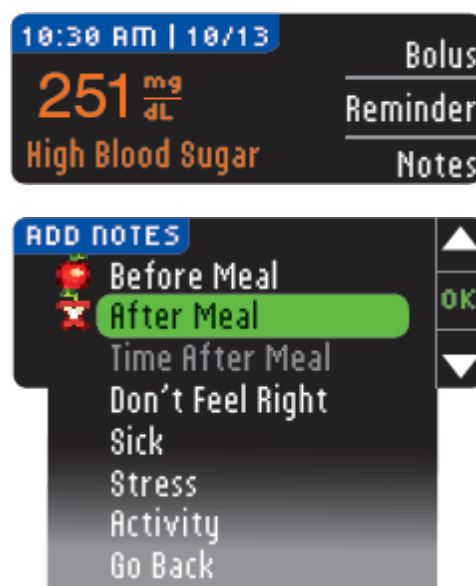 10:30 AM | 10/13
251 mg/dL
High Blood Sugar
Bolus
Reminder
Notes
ADD NOTES
Before Meal
After Meal
Time After Meal
Don't Feel Right
Sick
Stress
Activity
Go Back
OK